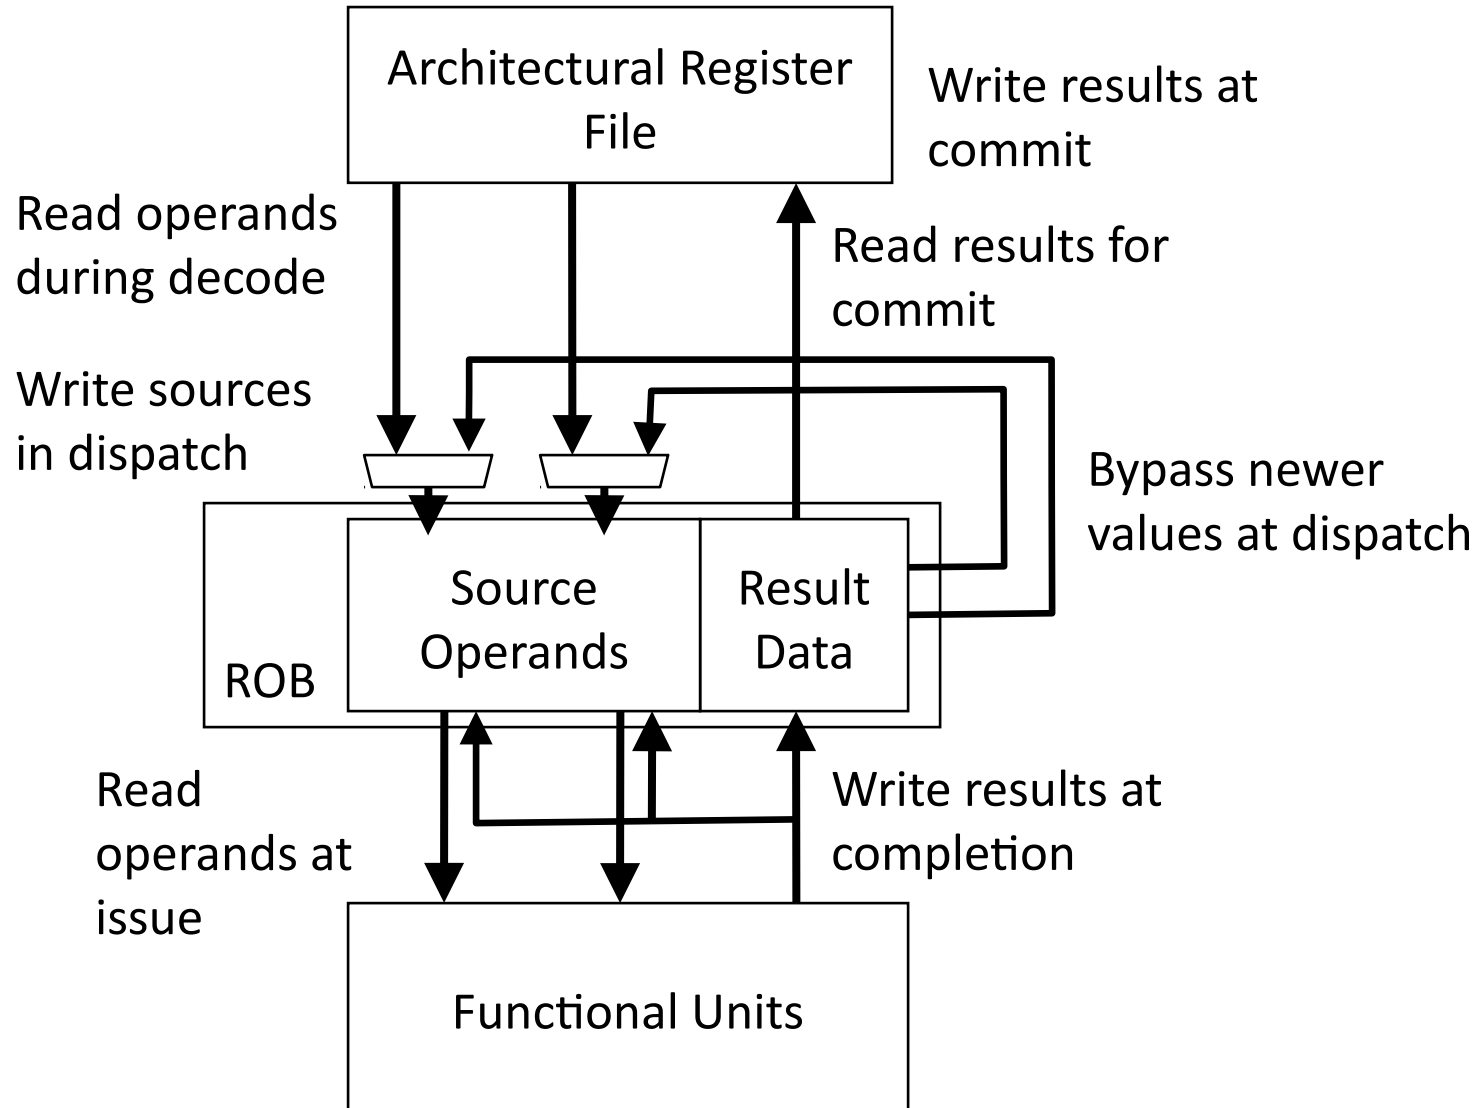 Architectural Register
File
Write results at
commit
Read operands
during decode
Read results for
commit
Write sources
in dispatch
Bypass newer
values at dispatch
Source
Operands
Result
Data
ROB
Read
operands at
issue
Write results at
completion
Functional Units